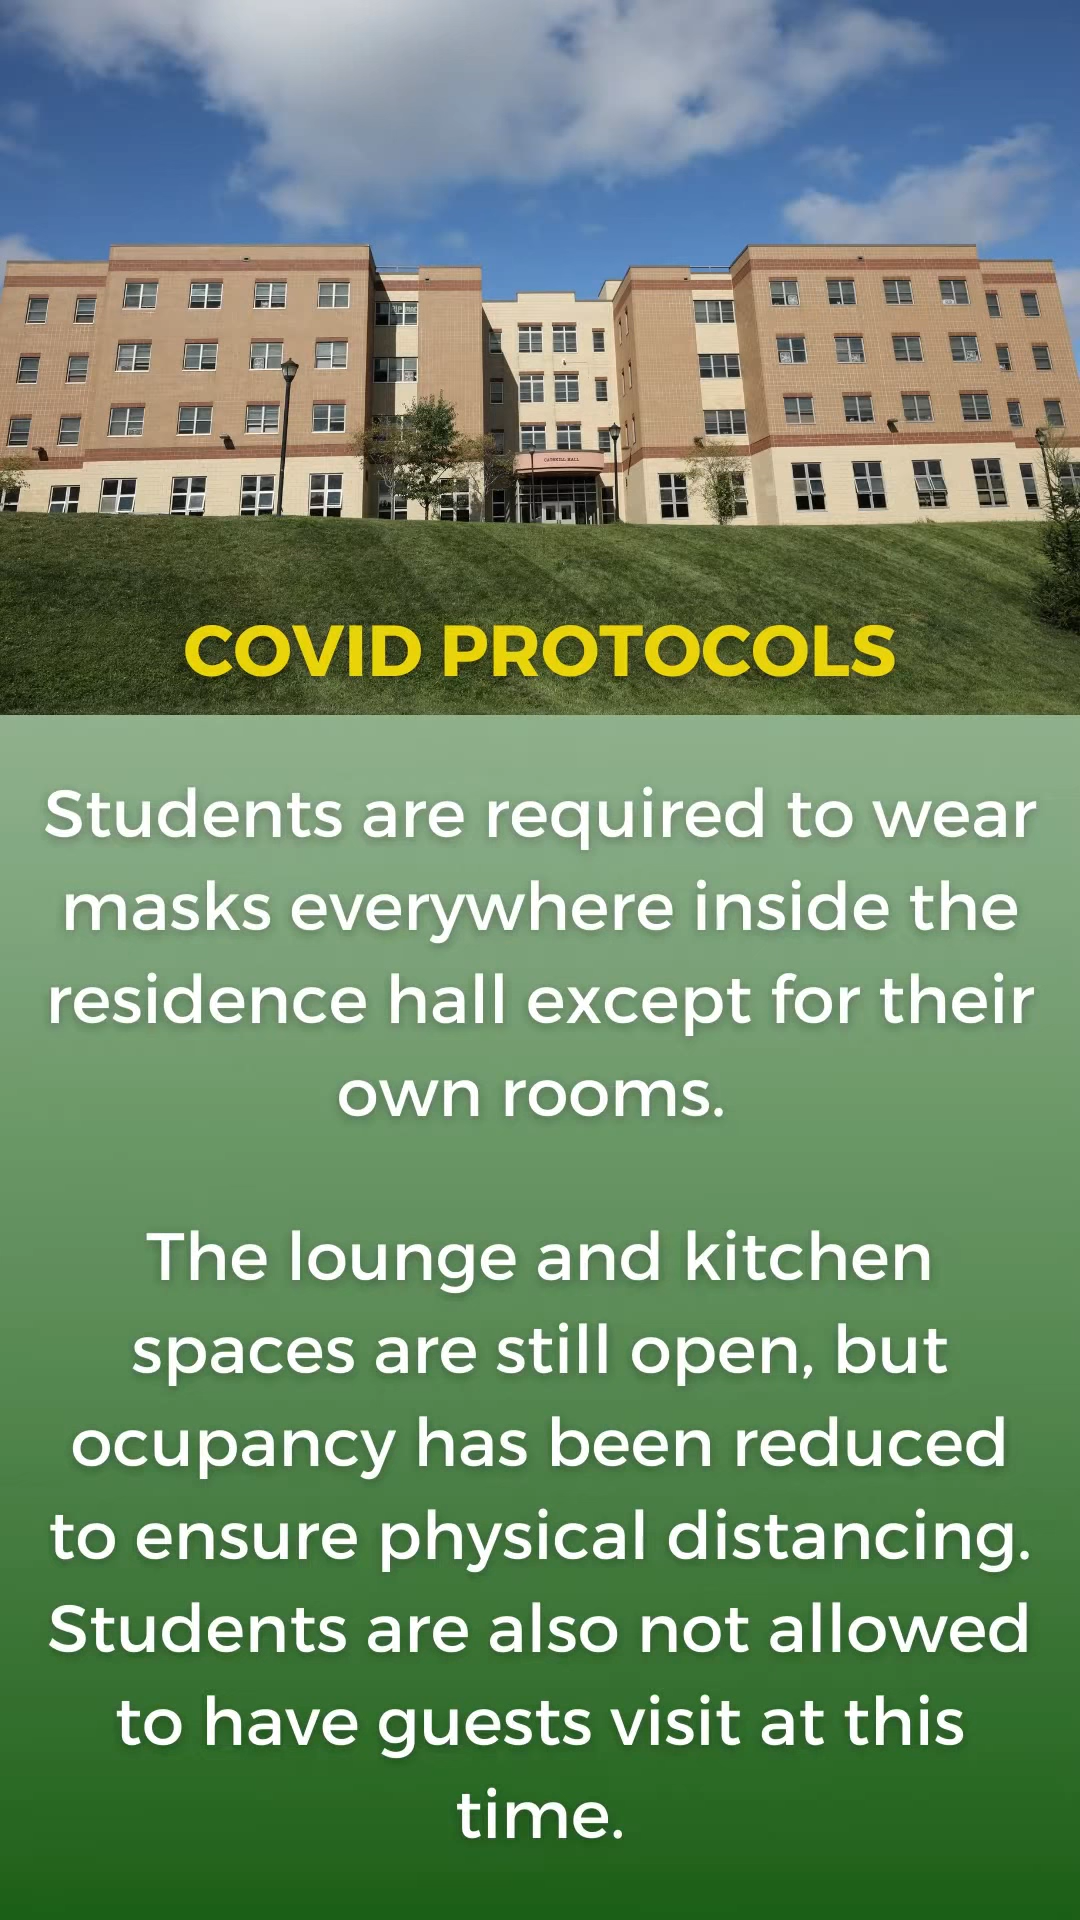 CATSKILL HALL
COVID PROTOCOLS
Students are required to wear
masks everywhere inside the
residence hall except for their
own rooms.
The lounge and kitchen
spaces are still open, but
ocupancy has been reduced
to ensure physical distancing.
Students are also not allowed
to have guests visit at this
time.